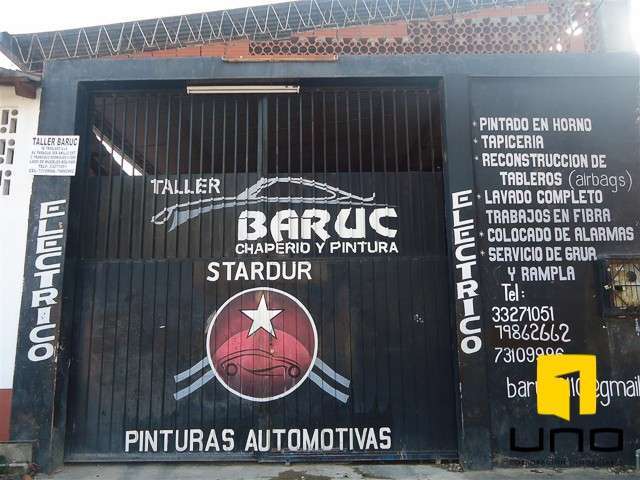 TALLER BARUC
ELECTRICO
TALLER
BARUC
CHAPERIO Y PINTURA
STARDUR
PINTURAS AUTOMOTIVAS
ELECTRICO
PINTADO EN HORNO
TAPICERIA
RECONSTRUCCION DE
TABLEROS (airbags)
LAVADO COMPLETO
TRABAJOS EN FIBRA
COLOCADO DE ALARMAS
SERVICIO DE GRUA
Y RAMPLA
Tel:
33271051
79862662
uno